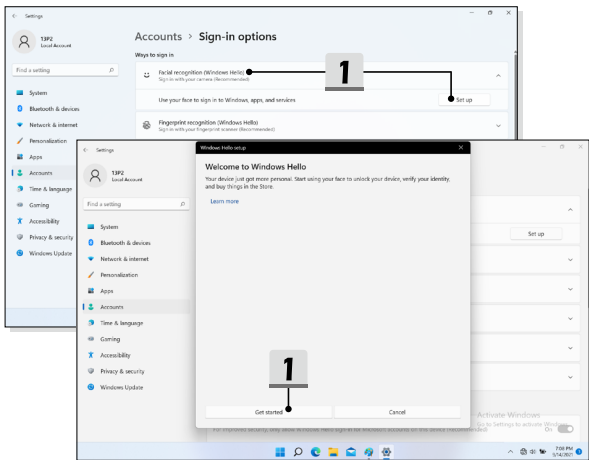 Settings
13P2
Local Account
Find a setting
System
Bluetooth & devices
Network & internet
Personalization
Apps
Accounts
Time & language
Gaming
Accessibility
Privacy & security
Windows Update
Accounts > Sign-in options
Ways to sign in
Facial recognition (Windows Hello)
Sign in with your camera (Recommended)
1
Use your face to sign in to Windows, apps, and services
Set up
Fingerprint recognition (Windows Hello)
Sign in with your fingerprint scanner (Recommended)
Settings
13P2
Local Account
Find a setting
System
Bluetooth & devices
Network & internet
Personalization
Apps
Accounts
Time & language
Gaming
Accessibility
Privacy & security
Windows Update
Windows Hello setup
Welcome to Windows Hello
Your device just got more personal. Start using your face to unlock your device, verify your identity,
and buy things in the Store.
Learn more
1
Get started
Cancel
Set up
Activate Windows
Go to Settings to activate Windows.
On
7:03 PM
9/14/2021